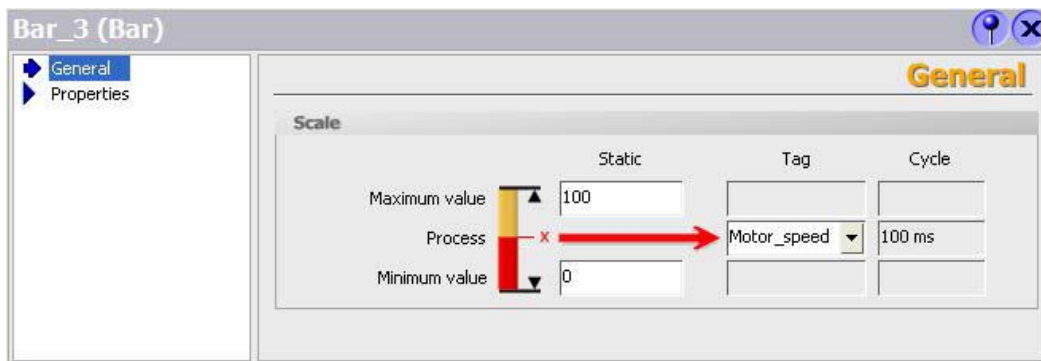 Bar_3 (Bar)
General
Properties
General
Scale
Static Tag Cycle
Maximum value 100
Process x Motor_speed 100 ms
Minimum value 0